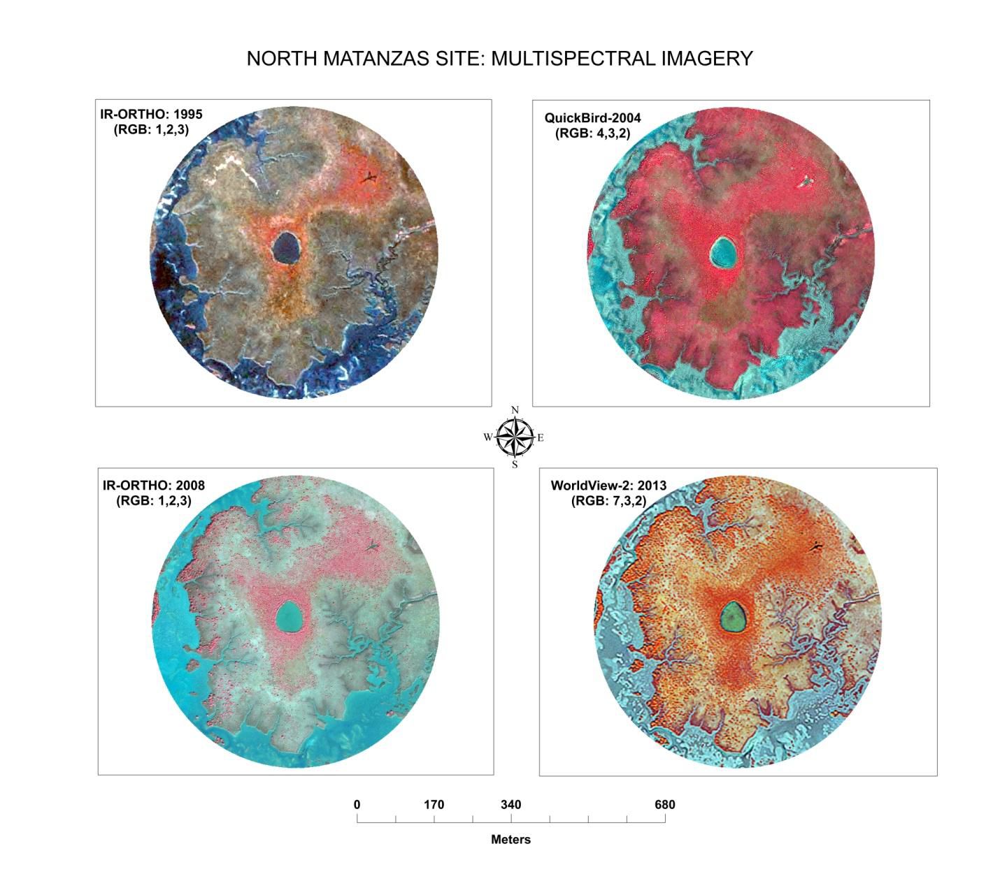 NORTH MATANZAS SITE: MULTISPECTRAL IMAGERY
IR-ORTHO: 1995
(RGB: 1,2,3)
QuickBird-2004
(RGB: 4,3,2)
N
W E
S
IR-ORTHO: 2008
(RGB: 1,2,3)
WorldView-2: 2013
(RGB: 7,3,2)
0 170 340 680
Meters